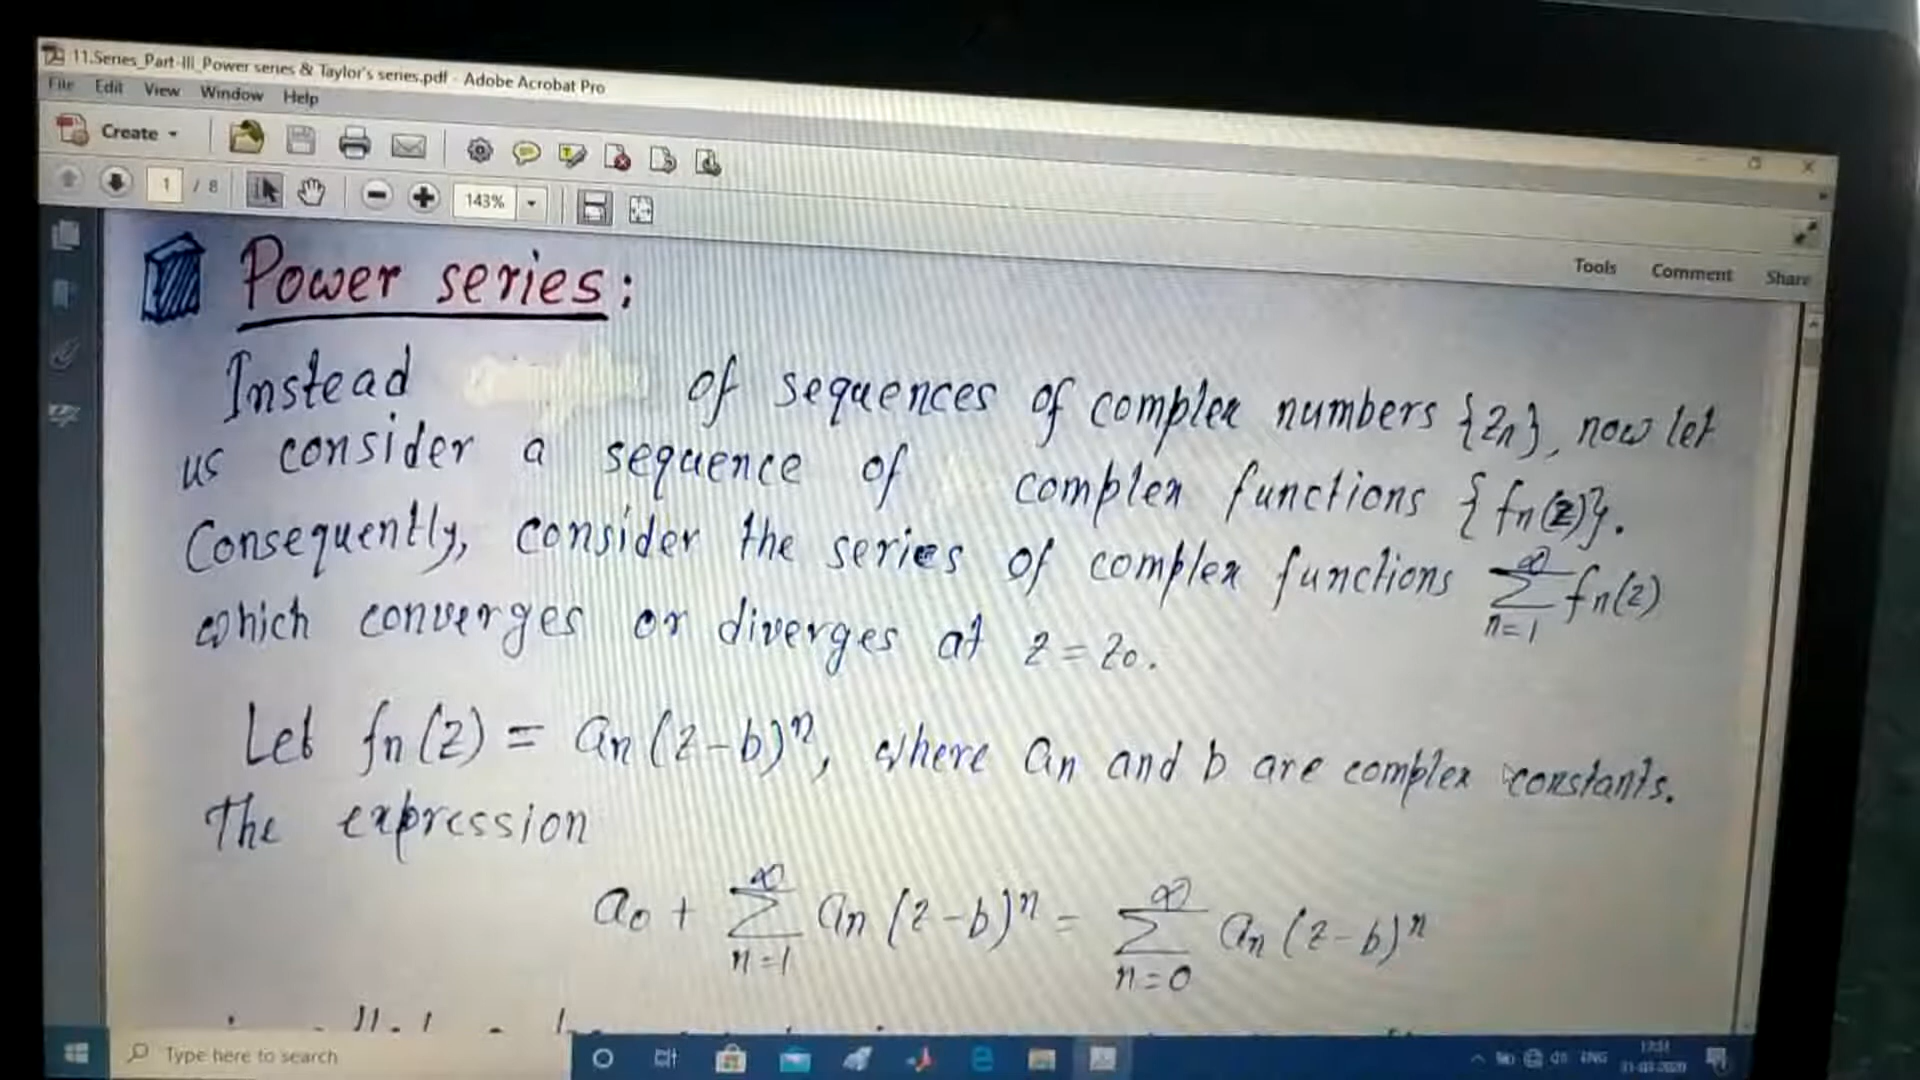 11.Series_Part-III_Power series & Taylor's series.pdf - Adobe Acrobat Pro
File Edit View Window Help
Create
1 / 8 143%
Tools Comment Share
Power series:
Instead of sequences of complex numbers {zn}, now let
us consider a sequence of complex functions {fn(z)}.
Consequently, consider the series of complex functions ∑_{n=1}^{∞} fn(z)
which converges or diverges at z = z0.
Let fn(z) = an(z-b)^n, where an and b are complex constants.
The expression
a0 + ∑_{n=1}^{∞} an (z-b)^n = ∑_{n=0}^{∞} an (z-b)^n
Type here to search
ENG